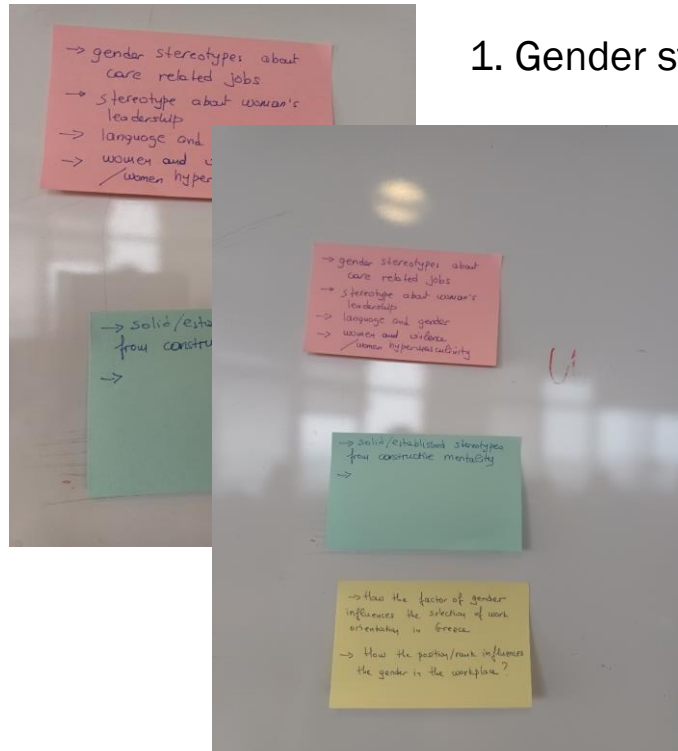 1. Gender st
→ gender stereotypes about
care related jobs
→ stereotype about woman's
leadership
→ language and
→ women and
/women hyper
→ solid/esta
from constru
→
→ gender stereotypes about
care related jobs
→ stereotype about woman's
leadership
→ language and gender
→ women and violence
/women hypermasculinity
→ solid/established stereotypes
from constructive mentality
→
→ How the factor of gender
influences the selection of work
orientation in Greece
→ How the position/rank influences
the gender in the workplace?